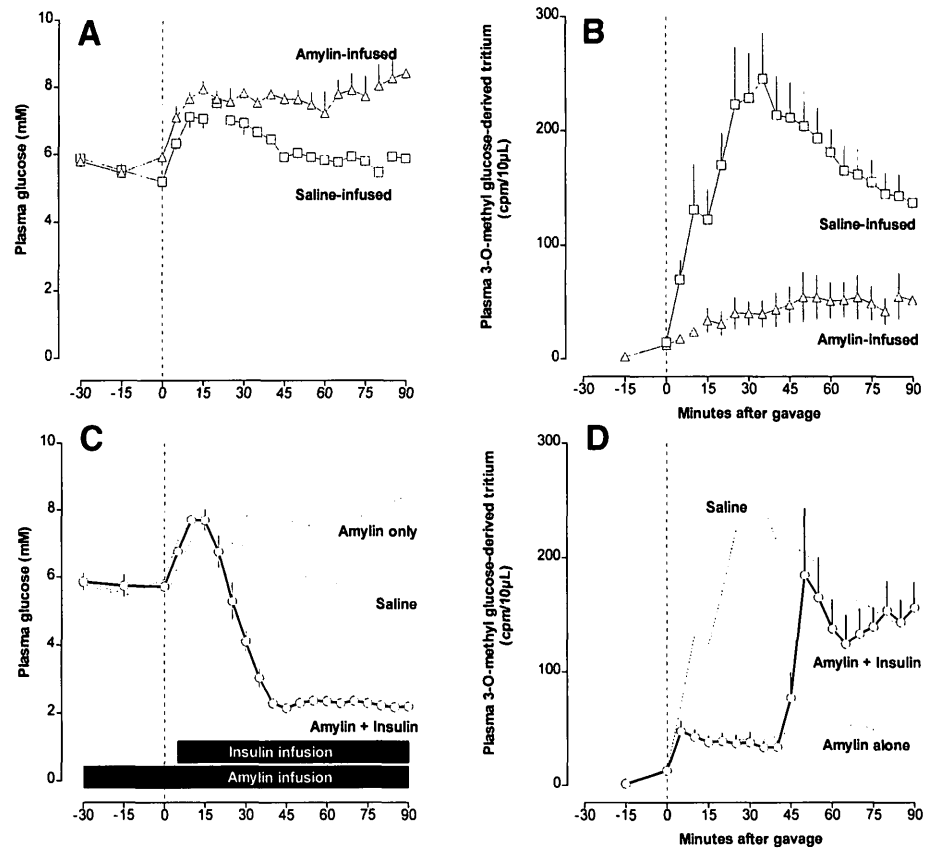 A
10
8
6
4
2
0
Plasma glucose (mM)
Amylin-infused
Saline-infused
-30 -15 0 15 30 45 60 75 90
B
300
200
100
0
Plasma 3-O-methyl glucose-derived tritium
(cpm/10µL)
Saline-infused
Amylin-infused
-30 -15 0 15 30 45 60 75 90
Minutes after gavage
C
10
8
6
4
2
0
Plasma glucose (mM)
Amylin only
Saline
Amylin + Insulin
Insulin infusion
Amylin infusion
-30 -15 0 15 30 45 60 75 90
D
300
200
100
0
Plasma 3-O-methyl glucose-derived tritium
(cpm/10µL)
Saline
Amylin + Insulin
Amylin alone
-30 -15 0 15 30 45 60 75 90
Minutes after gavage